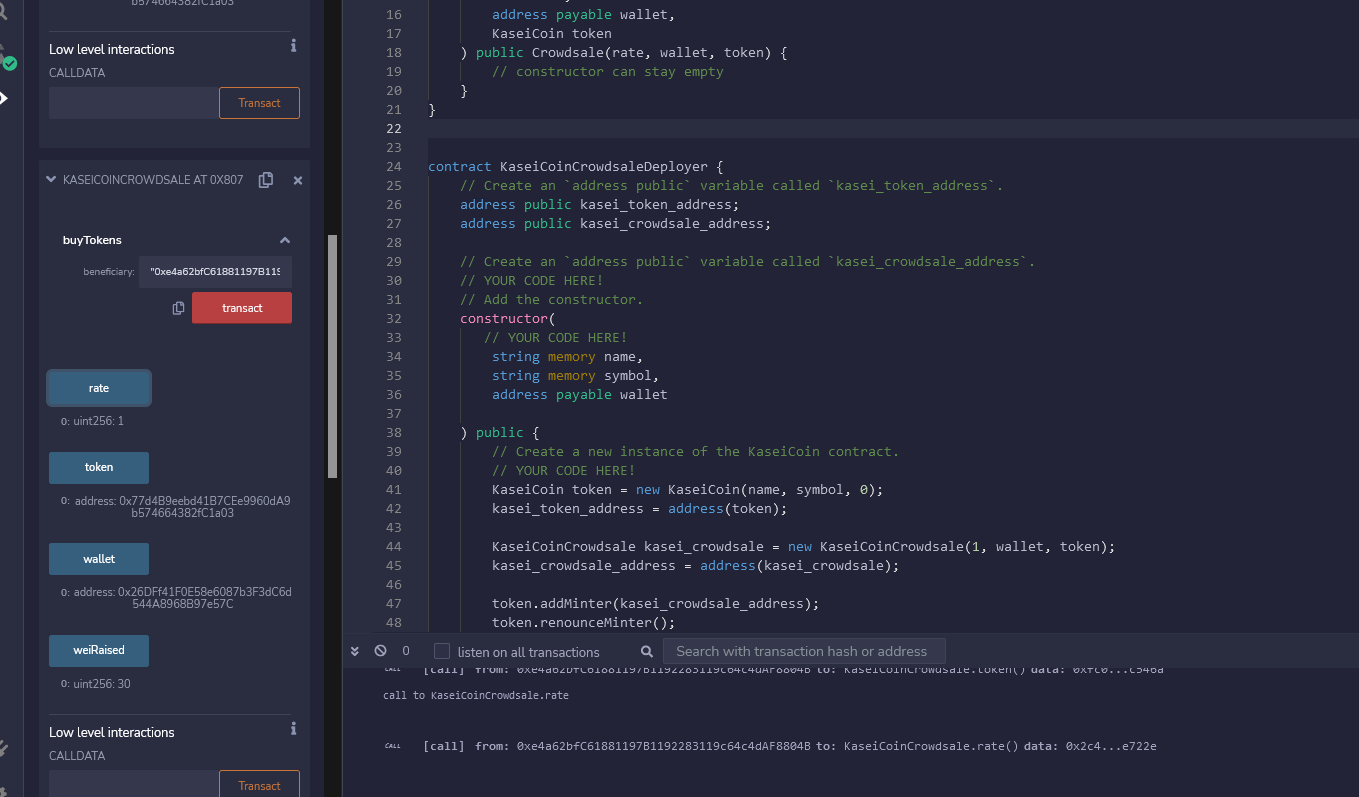 b574664382fC1a03
Low level interactions
CALLDATA
Transact
KASEICOINCROWDSALE AT 0X807
buyTokens
beneficiary: "0xe4a62bfC61881197B119
transact
rate
0: uint256: 1
token
0: address: 0x77d4B9eebd41B7CEe9960dA9
b574664382fC1a03
wallet
0: address: 0x26DFf41F0E58e6087b3F3dC6d
544A8968B97e57C
weiRaised
0: uint256: 30
Low level interactions
CALLDATA
Transact
16 address payable wallet,
17 KaseiCoin token
18 ) public Crowdsale(rate, wallet, token) {
19 // constructor can stay empty
20 }
21 }
22
23
24 contract KaseiCoinCrowdsaleDeployer {
25 // Create an `address public` variable called `kasei_token_address`.
26 address public kasei_token_address;
27 address public kasei_crowdsale_address;
28
29 // Create an `address public` variable called `kasei_crowdsale_address`.
30 // YOUR CODE HERE!
31 // Add the constructor.
32 constructor(
33 // YOUR CODE HERE!
34 string memory name,
35 string memory symbol,
36 address payable wallet
37
38 ) public {
39 // Create a new instance of the KaseiCoin contract.
40 // YOUR CODE HERE!
41 KaseiCoin token = new KaseiCoin(name, symbol, 0);
42 kasei_token_address = address(token);
43
44 KaseiCoinCrowdsale kasei_crowdsale = new KaseiCoinCrowdsale(1, wallet, token);
45 kasei_crowdsale_address = address(kasei_crowdsale);
46
47 token.addMinter(kasei_crowdsale_address);
48 token.renounceMinter();
0 listen on all transactions Search with transaction hash or address
CALL [call] from: 0xe4a62bfC61881197B1192283119c64c4dAF8804B to: KaseiCoinCrowdsale.token() data: 0xfc0...c546a
call to KaseiCoinCrowdsale.rate
CALL [call] from: 0xe4a62bfC61881197B1192283119c64c4dAF8804B to: KaseiCoinCrowdsale.rate() data: 0x2c4...e722e